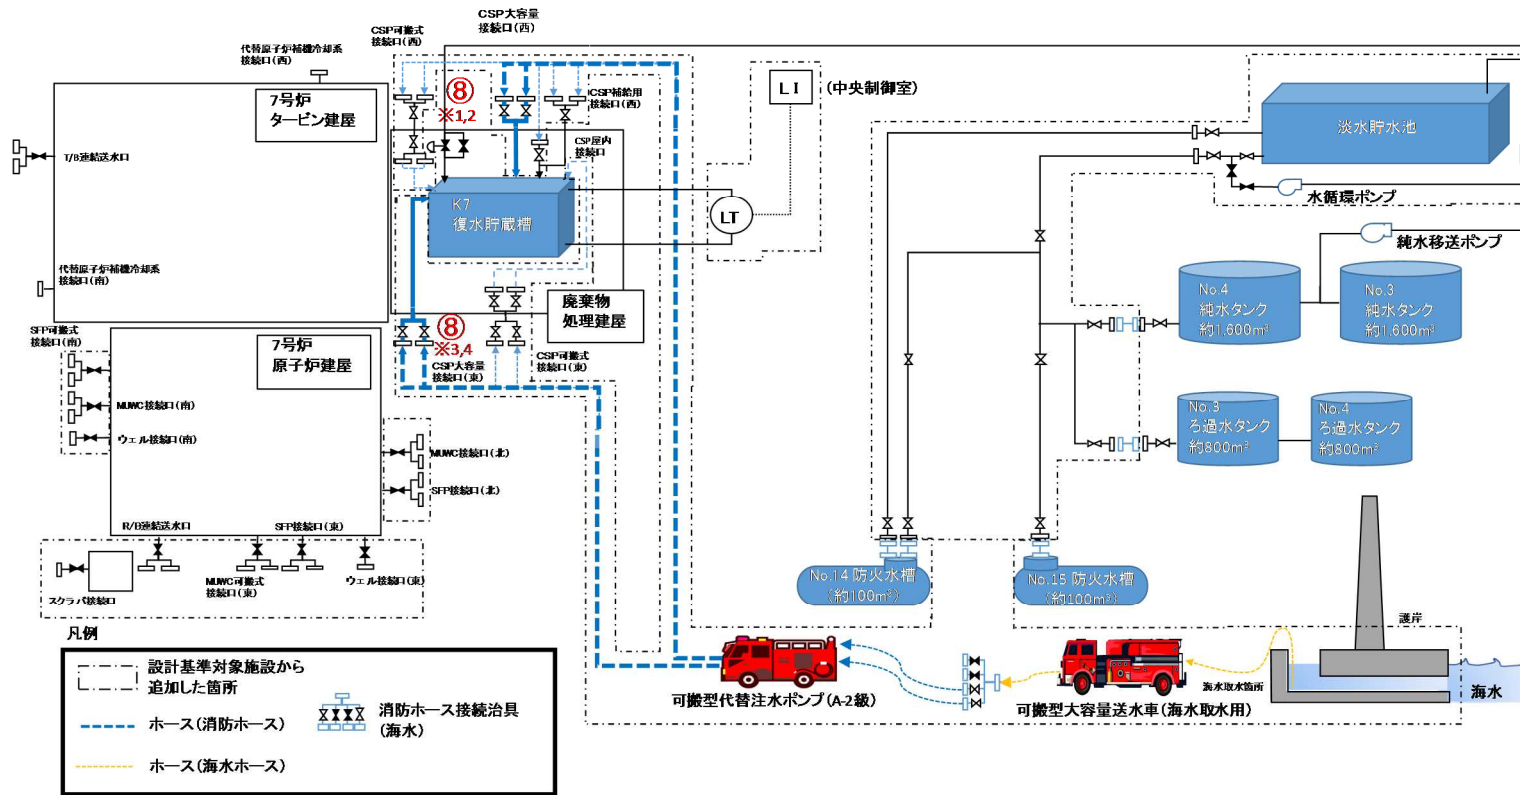 CSP大容量
接続口(西)
CSP可搬式
接続口(西)
代替原子炉補機冷却系
接続口(西)
7号炉
タービン建屋
T/B連結送水口
⑧
※1,2
CSP補給用
接続口(西)
CSP屋内
接続口
LI
(中央制御室)
LT
K7
復水貯蔵槽
淡水貯水池
水循環ポンプ
純水移送ポンプ
No.4
純水タンク
約1,600m³
No.3
純水タンク
約1,600m³
No.3
ろ過水タンク
約800m³
No.4
ろ過水タンク
約800m³
代替原子炉補機冷却系
接続口(南)
廃棄物
処理建屋
⑧
※3,4
CSP大容量
接続口(東)
CSP可搬式
接続口(東)
SFP可搬式
接続口(南)
7号炉
原子炉建屋
MUWC接続口(南)
ウェル接続口(南)
MUWC接続口(北)
SFP接続口(北)
R/B連結送水口
SFP接続口(東)
MUWC可搬式
接続口(東)
ウェル接続口(東)
スクラバ接続口
No.14 防火水槽
(約100m³)
No.15 防火水槽
(約100m³)
護岸
海水取水箇所
海水
可搬型代替注水ポンプ(A-2級)
可搬型大容量送水車(海水取水用)
凡例
設計基準対象施設から
追加した箇所
ホース(消防ホース)
消防ホース接続治具
(海水)
ホース(海水ホース)